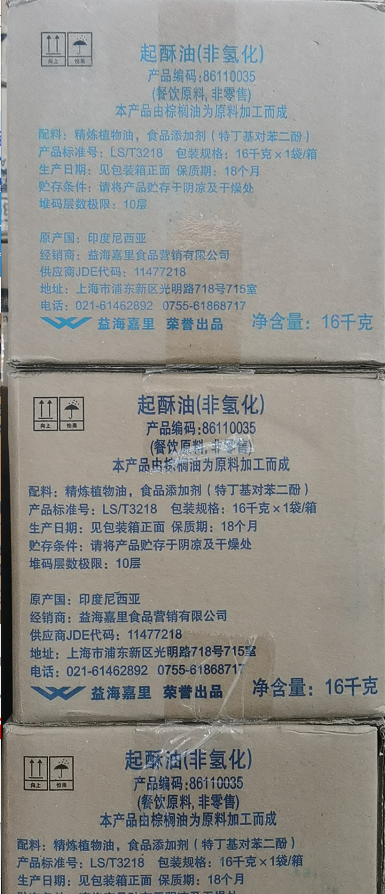 起酥油(非氢化)
产品编码:86110035
(餐饮原料, 非零售)
本产品由棕榈油为原料加工而成
向上 怕雨
配料：精炼植物油，食品添加剂（特丁基对苯二酚）
产品标准号：LS/T3218 包装规格：16千克×1袋/箱
生产日期：见包装箱正面 保质期：18个月
贮存条件：请将产品贮存于阴凉及干燥处
堆码层数极限：10层
原产国：印度尼西亚
经销商：益海嘉里食品营销有限公司
供应商JDE代码：11477218
地址：上海市浦东新区光明路718号715室
电话：021-61462892 0755-61868717
益海嘉里 荣誉出品 净含量：16千克
起酥油(非氢化)
产品编码:86110035
(餐饮原料, 非零售)
本产品由棕榈油为原料加工而成
向上 怕雨
配料：精炼植物油，食品添加剂（特丁基对苯二酚）
产品标准号：LS/T3218 包装规格：16千克×1袋/箱
生产日期：见包装箱正面 保质期：18个月
贮存条件：请将产品贮存于阴凉及干燥处
堆码层数极限：10层
原产国：印度尼西亚
经销商：益海嘉里食品营销有限公司
供应商JDE代码：11477218
地址：上海市浦东新区光明路718号715室
电话：021-61462892 0755-61868717
益海嘉里 荣誉出品 净含量：16千克
起酥油(非氢化)
产品编码:86110035
(餐饮原料, 非零售)
本产品由棕榈油为原料加工而成
向上 怕雨
配料：精炼植物油，食品添加剂（特丁基对苯二酚）
产品标准号：LS/T3218 包装规格：16千克×1袋/箱
生产日期：见包装箱正面 保质期：18个月